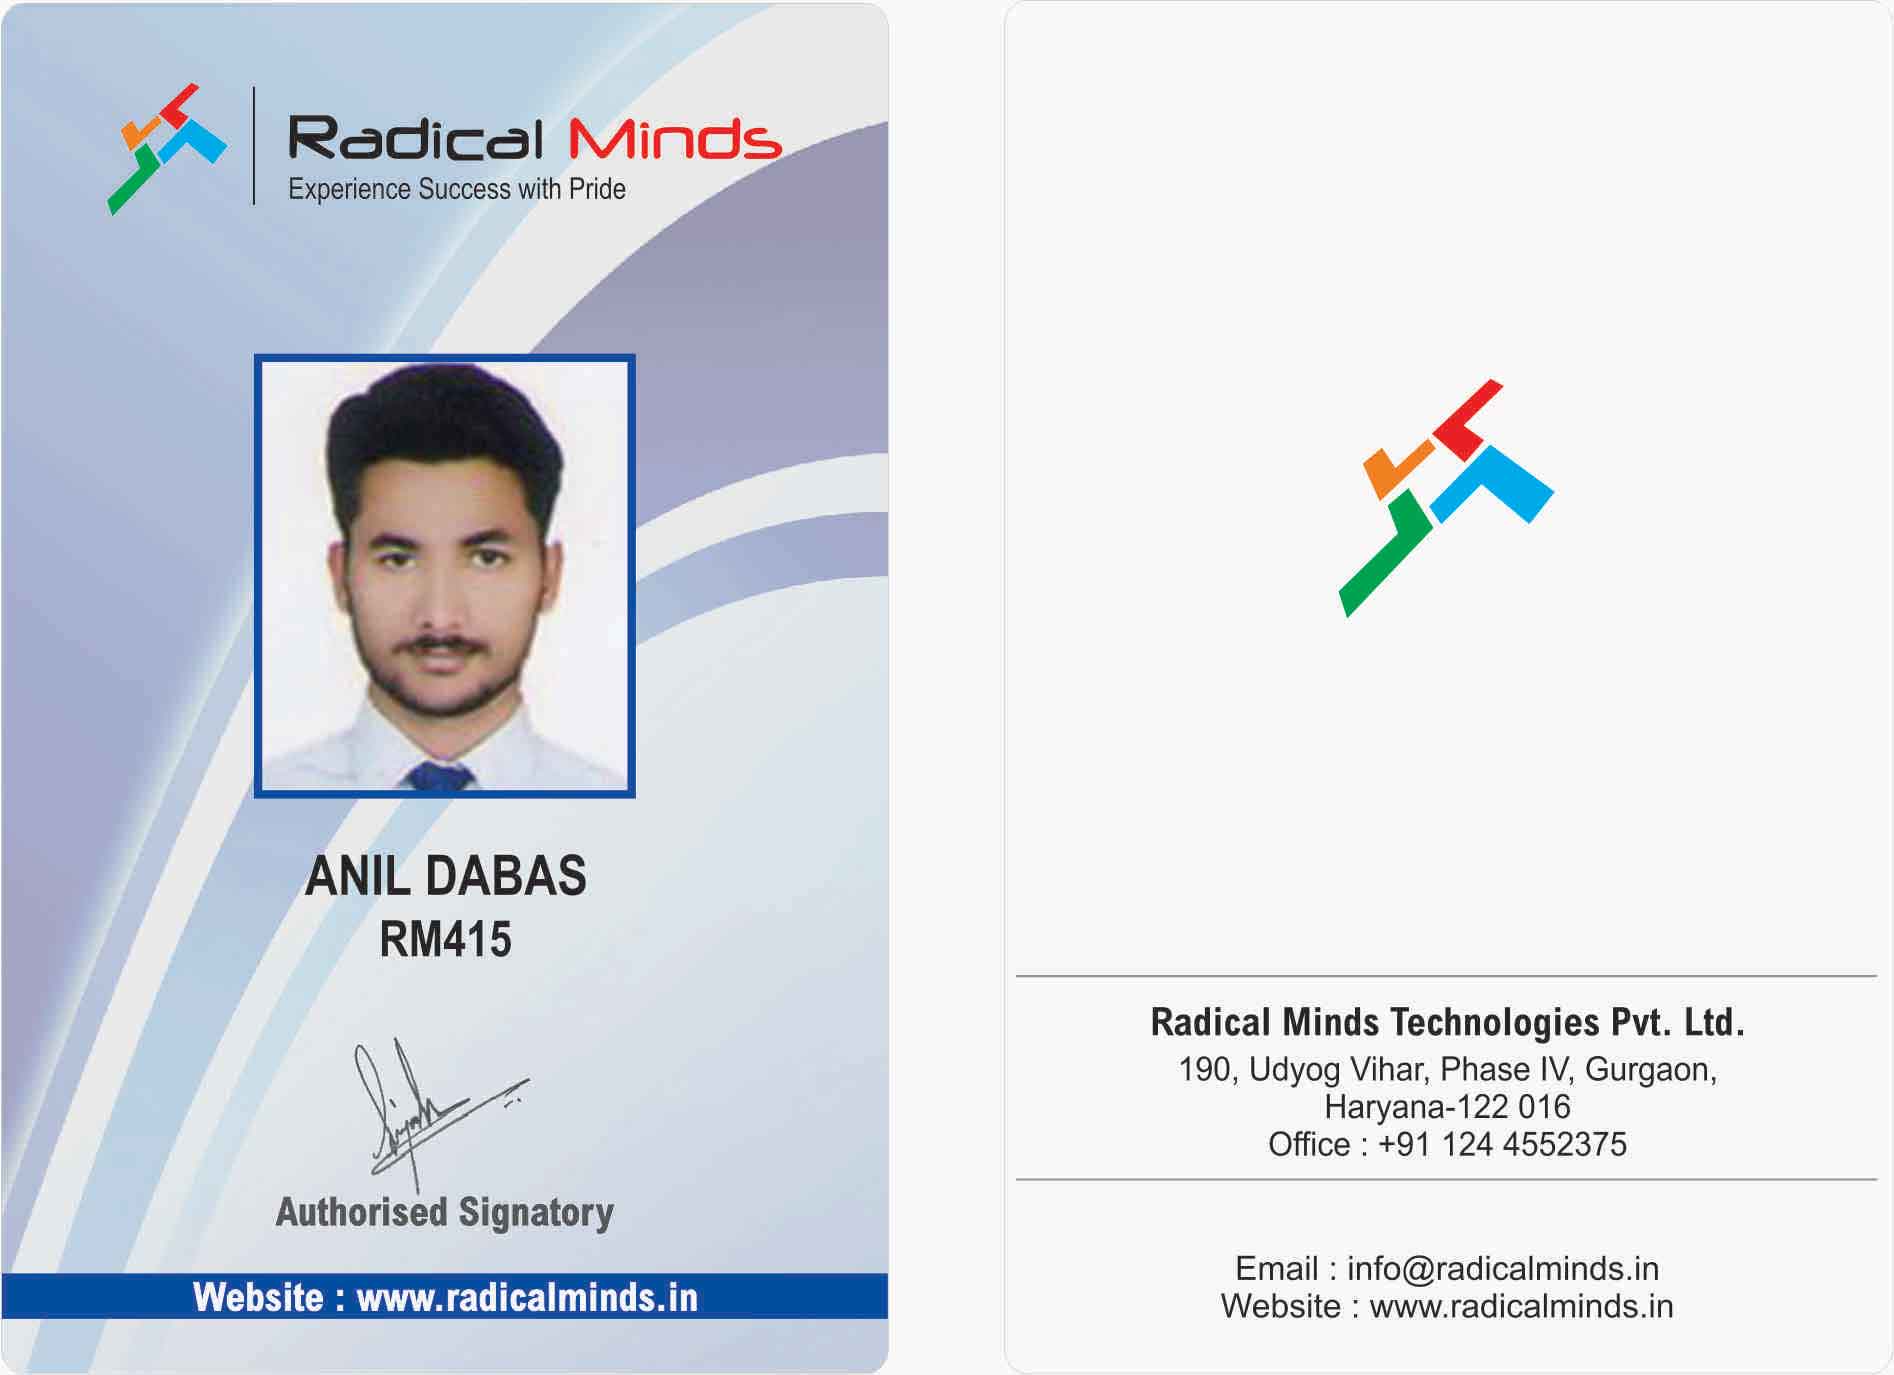 Radical Minds
Experience Success with Pride
ANIL DABAS
RM415
Authorised Signatory
Website : www.radicalminds.in
Radical Minds Technologies Pvt. Ltd.
190, Udyog Vihar, Phase IV, Gurgaon,
Haryana-122 016
Office : +91 124 4552375
Email : info@radicalminds.in
Website : www.radicalminds.in